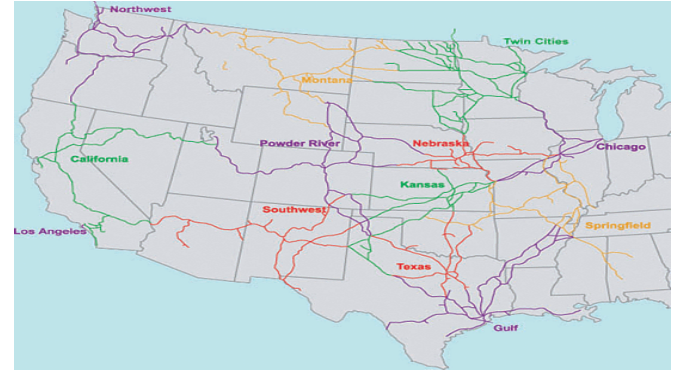 Northwest
Twin Cities
Montana
Powder River
Nebraska
Chicago
California
Kansas
Southwest
Springfield
Los Angeles
Texas
Gulf